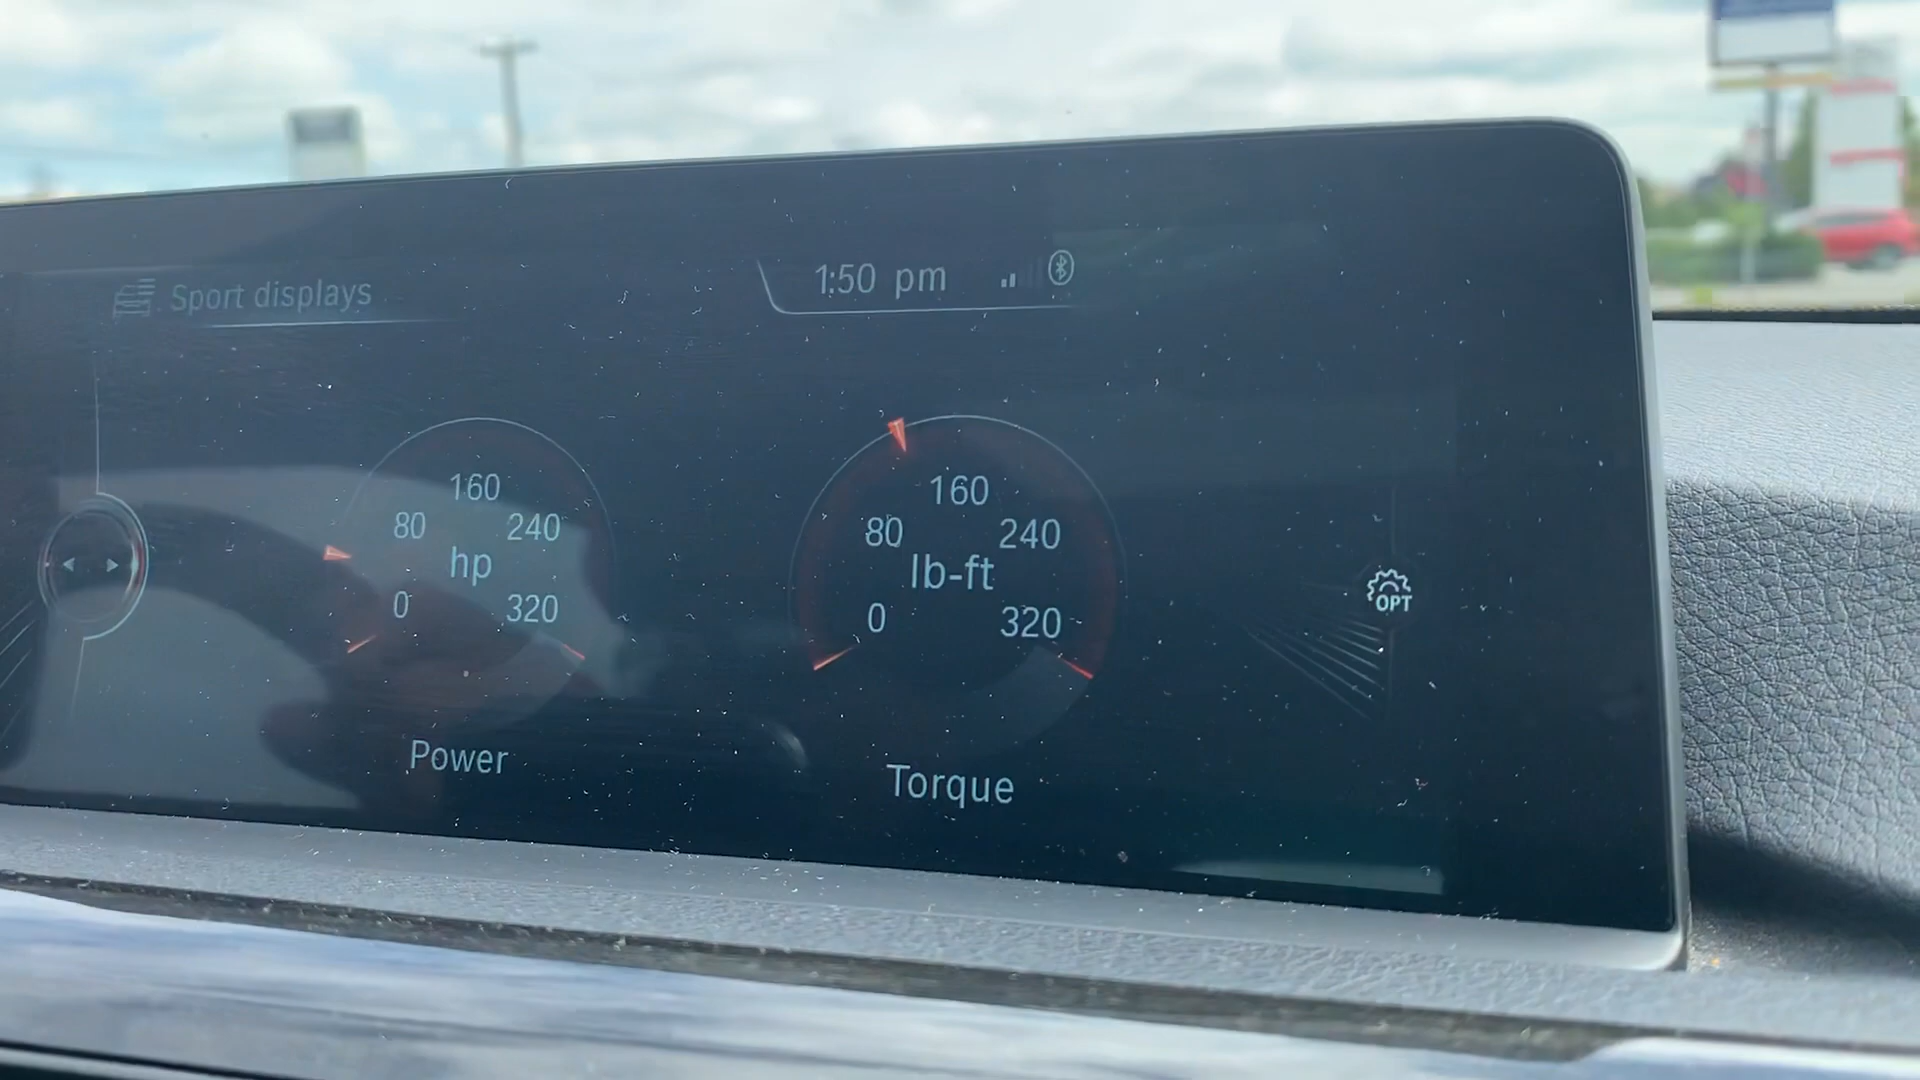 Sport displays
1:50 pm
160
80
240
hp
0
320
Power
160
80
240
lb-ft
0
320
Torque
OPT